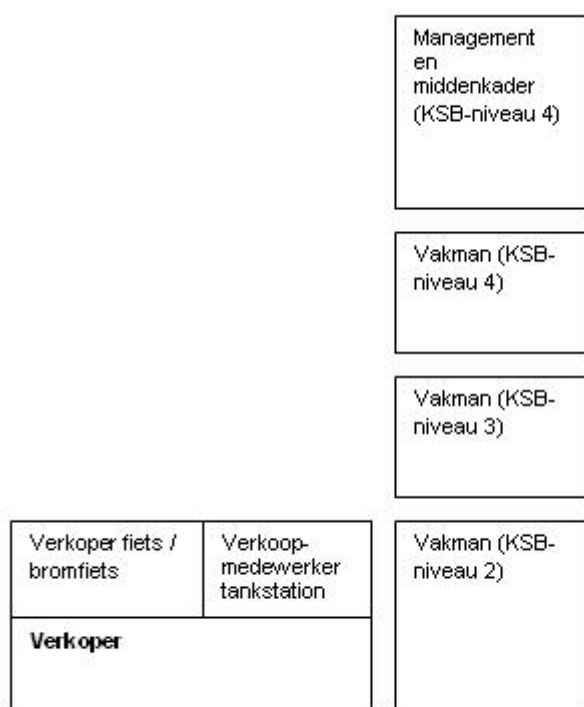 Management
en
middenkader
(KSB-niveau 4)
Vakman (KSB-
niveau 4)
Vakman (KSB-
niveau 3)
Verkoper fiets /
bromfiets
Verkoop-
medewerker
tankstation
Vakman (KSB-
niveau 2)
Verkoper